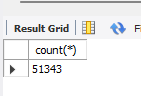 Result Grid
count(*)
51343